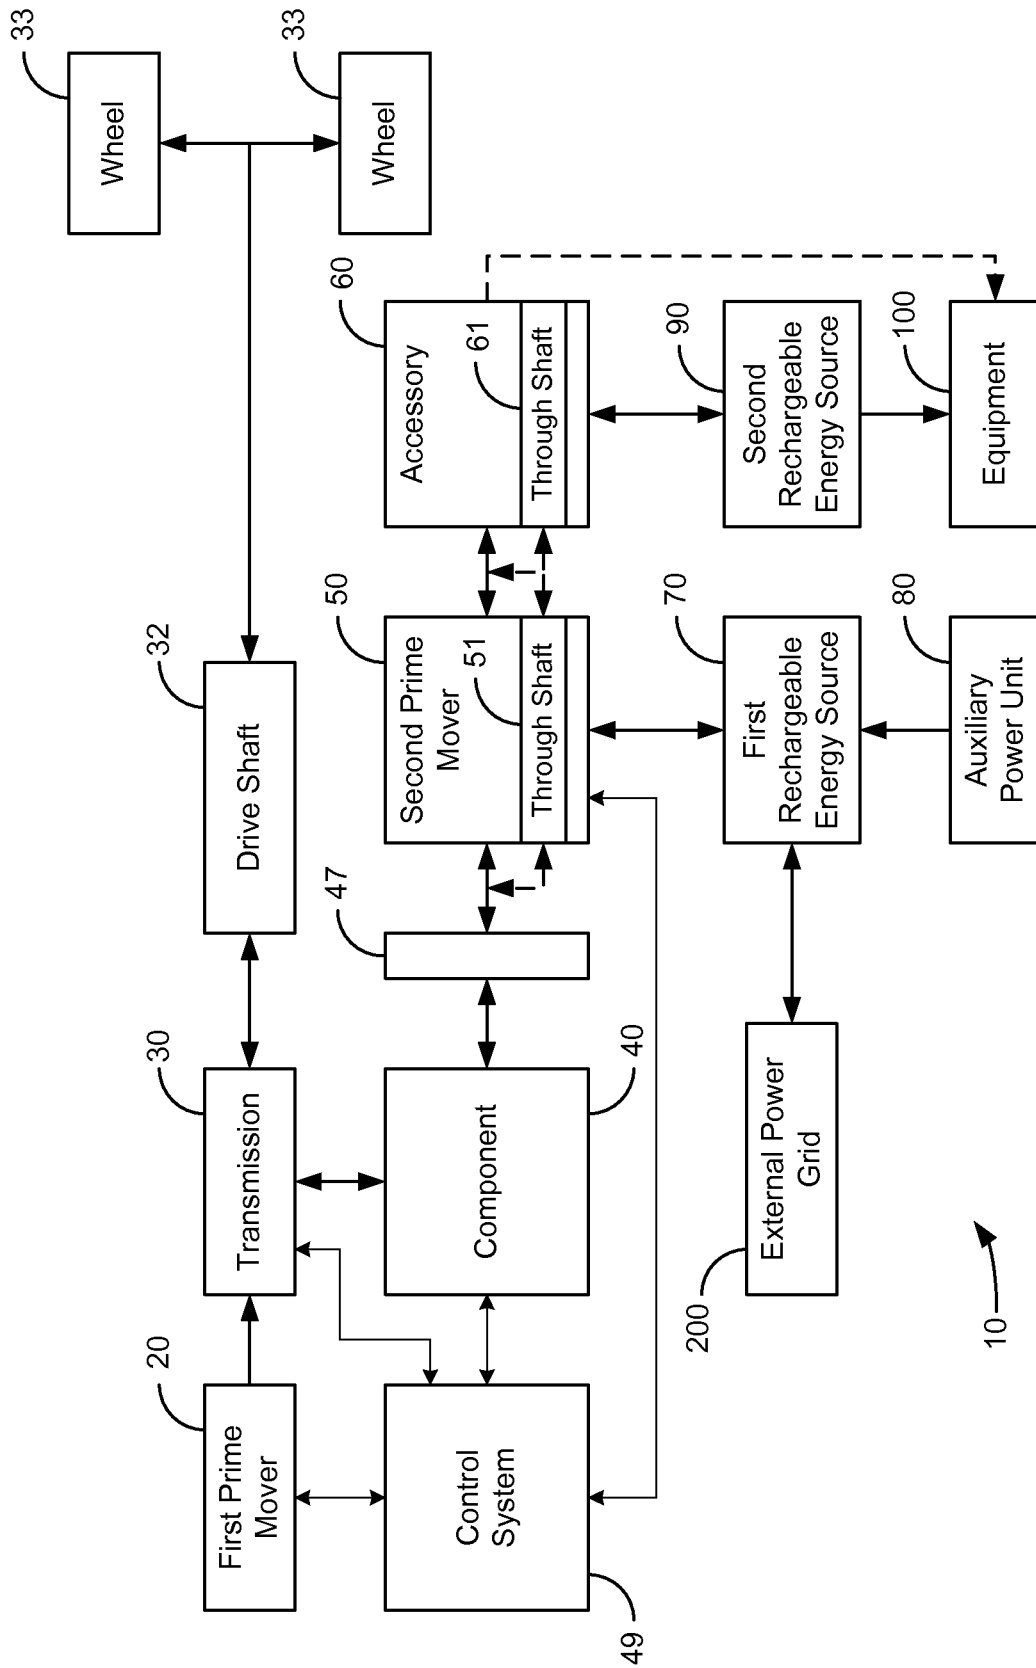 33
Wheel
33
Wheel
20
First Prime
Mover
30
Transmission
32
Drive Shaft
49
Control
System
40
Component
47
50
Second Prime
Mover
51
Through Shaft
60
Accessory
61
Through Shaft
200
External Power
Grid
70
First
Rechargeable
Energy Source
90
Second
Rechargeable
Energy Source
80
Auxiliary
Power Unit
100
Equipment
10